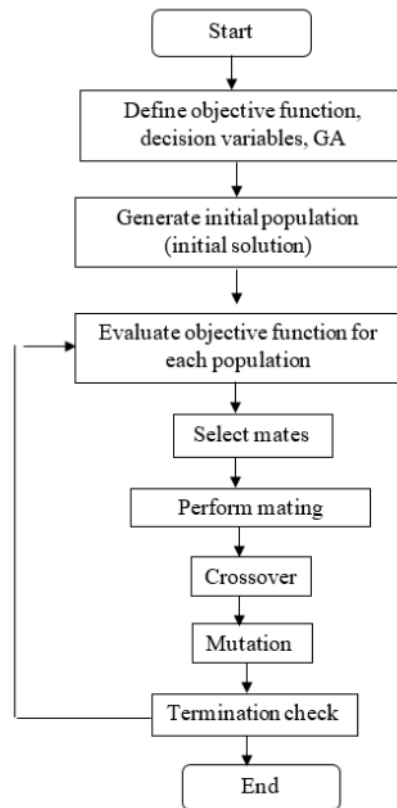 Start
Define objective function,
decision variables, GA
Generate initial population
(initial solution)
Evaluate objective function for
each population
Select mates
Perform mating
Crossover
Mutation
Termination check
End